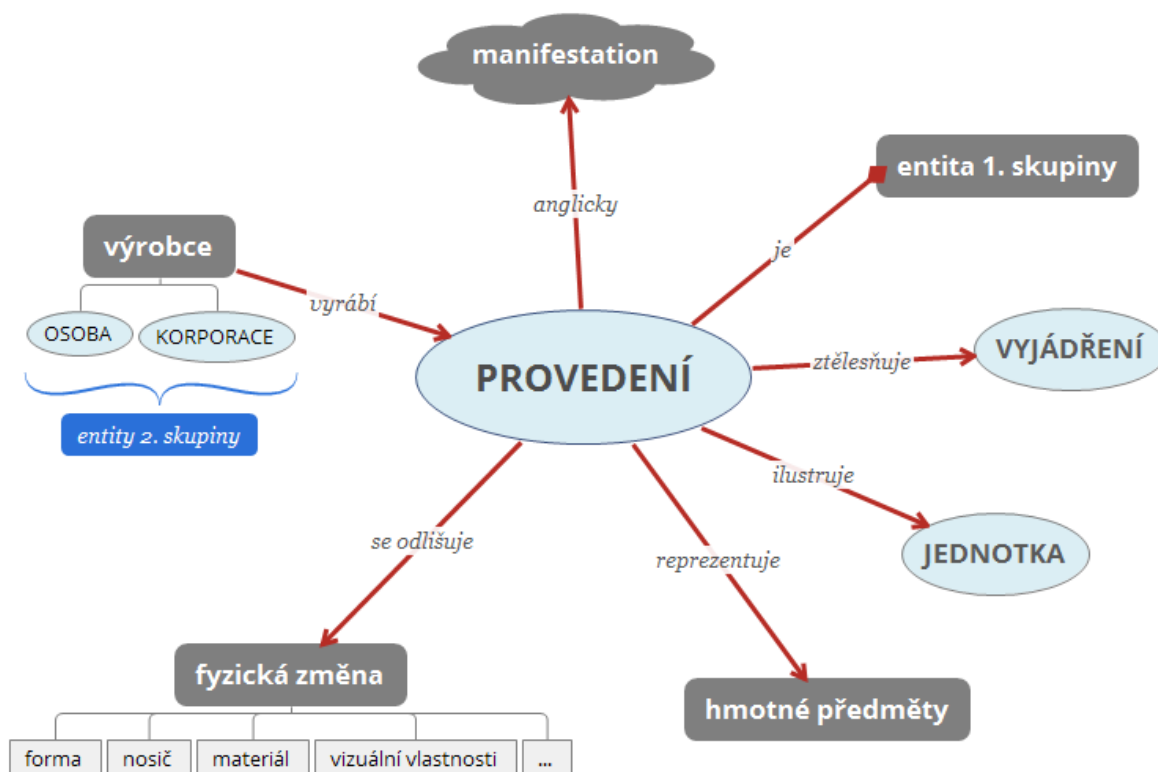 manifestation
entita 1. skupiny
anglicky
je
výrobce
vyrábí
OSOBA
KORPORACE
entity 2. skupiny
PROVEDENÍ
ztělesňuje
VYJÁDŘENÍ
ilustruje
JEDNOTKA
se odlišuje
reprezentuje
fyzická změna
hmotné předměty
forma
nosič
materiál
vizuální vlastnosti
...